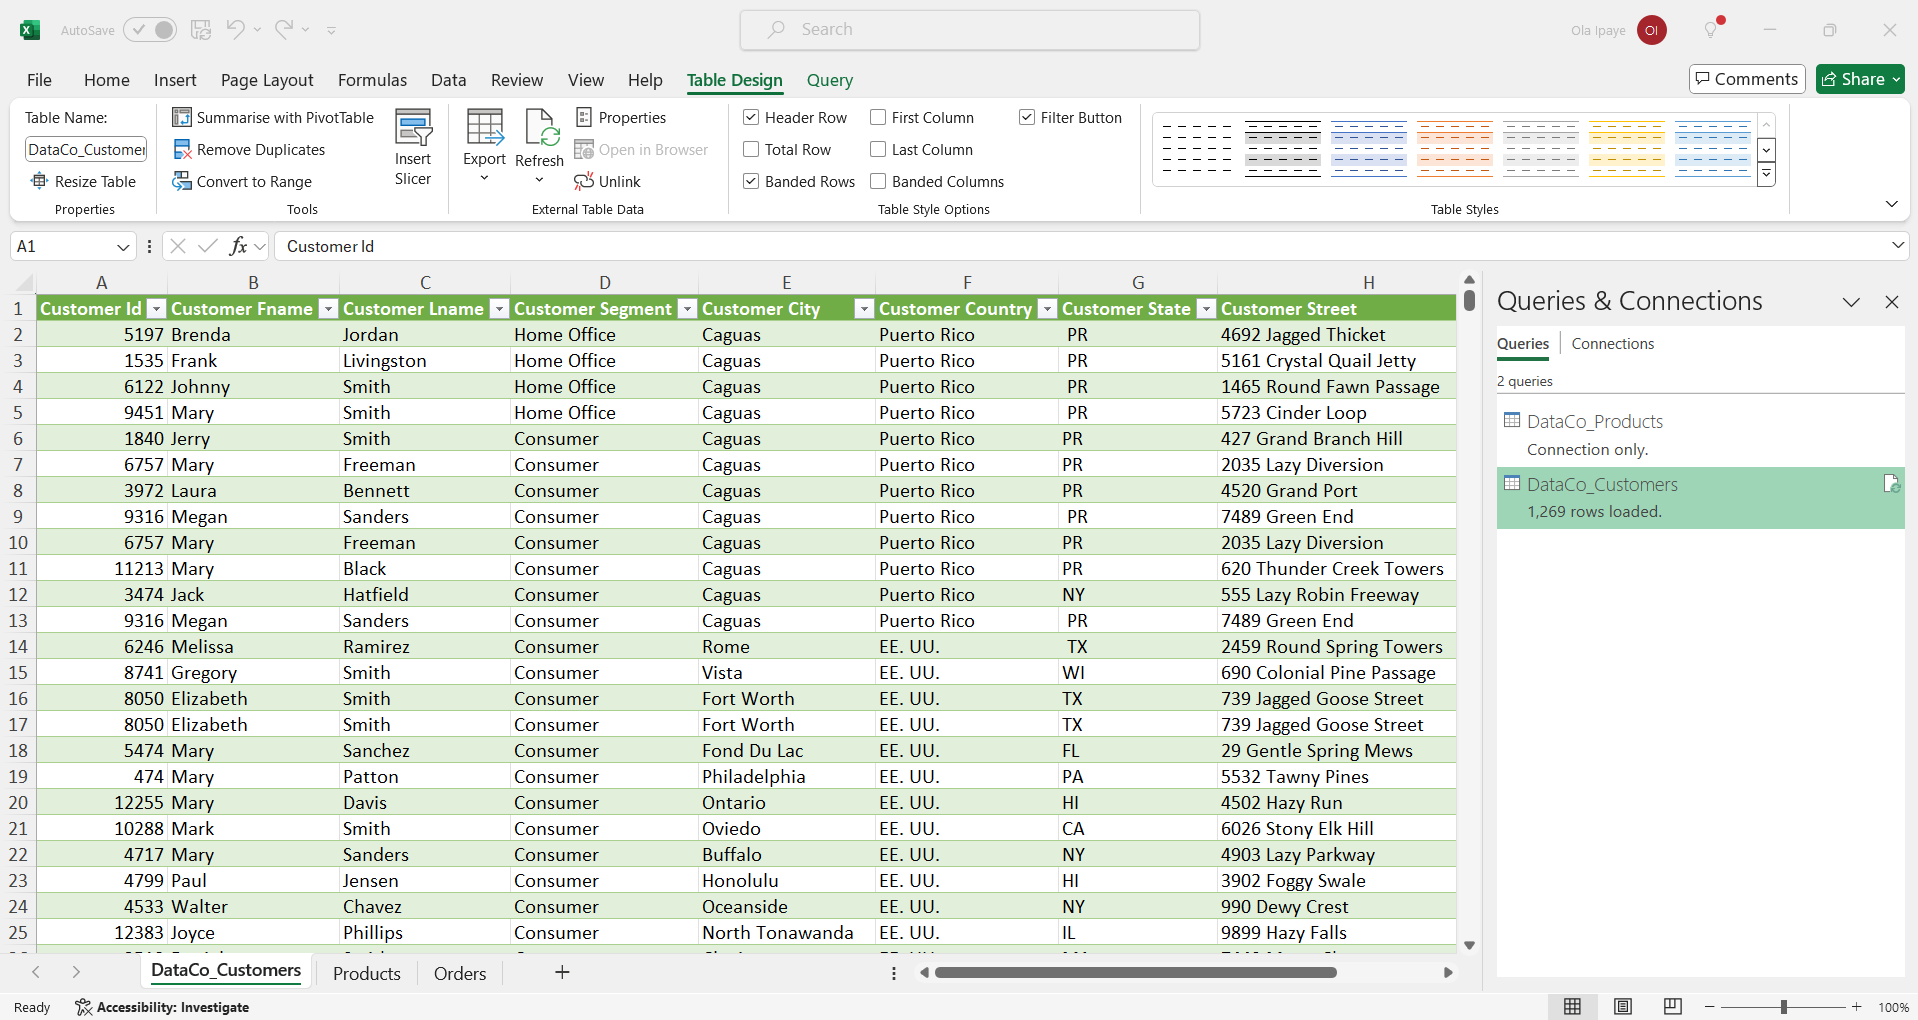 AutoSave
Search
Ola Ipaye OI
File Home Insert Page Layout Formulas Data Review View Help Table Design Query Comments Share
Table Name:
DataCo_Customer
Resize Table
Properties
Summarise with PivotTable
Remove Duplicates
Convert to Range
Tools
Insert Slicer
Export
Refresh
Properties
Open in Browser
Unlink
External Table Data
Header Row First Column Filter Button
Total Row Last Column
Banded Rows Banded Columns
Table Style Options
Table Styles
A1 fx Customer Id
A B C D E F G H
1 Customer Id Customer Fname Customer Lname Customer Segment Customer City Customer Country Customer State Customer Street
2 5197 Brenda Jordan Home Office Caguas Puerto Rico PR 4692 Jagged Thicket
3 1535 Frank Livingston Home Office Caguas Puerto Rico PR 5161 Crystal Quail Jetty
4 6122 Johnny Smith Home Office Caguas Puerto Rico PR 1465 Round Fawn Passage
5 9451 Mary Smith Home Office Caguas Puerto Rico PR 5723 Cinder Loop
6 1840 Jerry Smith Consumer Caguas Puerto Rico PR 427 Grand Branch Hill
7 6757 Mary Freeman Consumer Caguas Puerto Rico PR 2035 Lazy Diversion
8 3972 Laura Bennett Consumer Caguas Puerto Rico PR 4520 Grand Port
9 9316 Megan Sanders Consumer Caguas Puerto Rico PR 7489 Green End
10 6757 Mary Freeman Consumer Caguas Puerto Rico PR 2035 Lazy Diversion
11 11213 Mary Black Consumer Caguas Puerto Rico PR 620 Thunder Creek Towers
12 3474 Jack Hatfield Consumer Caguas Puerto Rico NY 555 Lazy Robin Freeway
13 9316 Megan Sanders Consumer Caguas Puerto Rico PR 7489 Green End
14 6246 Melissa Ramirez Consumer Rome EE. UU. TX 2459 Round Spring Towers
15 8741 Gregory Smith Consumer Vista EE. UU. WI 690 Colonial Pine Passage
16 8050 Elizabeth Smith Consumer Fort Worth EE. UU. TX 739 Jagged Goose Street
17 8050 Elizabeth Smith Consumer Fort Worth EE. UU. TX 739 Jagged Goose Street
18 5474 Mary Sanchez Consumer Fond Du Lac EE. UU. FL 29 Gentle Spring Mews
19 474 Mary Patton Consumer Philadelphia EE. UU. PA 5532 Tawny Pines
20 12255 Mary Davis Consumer Ontario EE. UU. HI 4502 Hazy Run
21 10288 Mark Smith Consumer Oviedo EE. UU. CA 6026 Stony Elk Hill
22 4717 Mary Sanders Consumer Buffalo EE. UU. NY 4903 Lazy Parkway
23 4799 Paul Jensen Consumer Honolulu EE. UU. HI 3902 Foggy Swale
24 4533 Walter Chavez Consumer Oceanside EE. UU. NY 990 Dewy Crest
25 12383 Joyce Phillips Consumer North Tonawanda EE. UU. IL 9899 Hazy Falls
Queries & Connections
Queries Connections
2 queries
DataCo_Products
Connection only.
DataCo_Customers
1,269 rows loaded.
DataCo_Customers Products Orders
Ready Accessibility: Investigate 100%